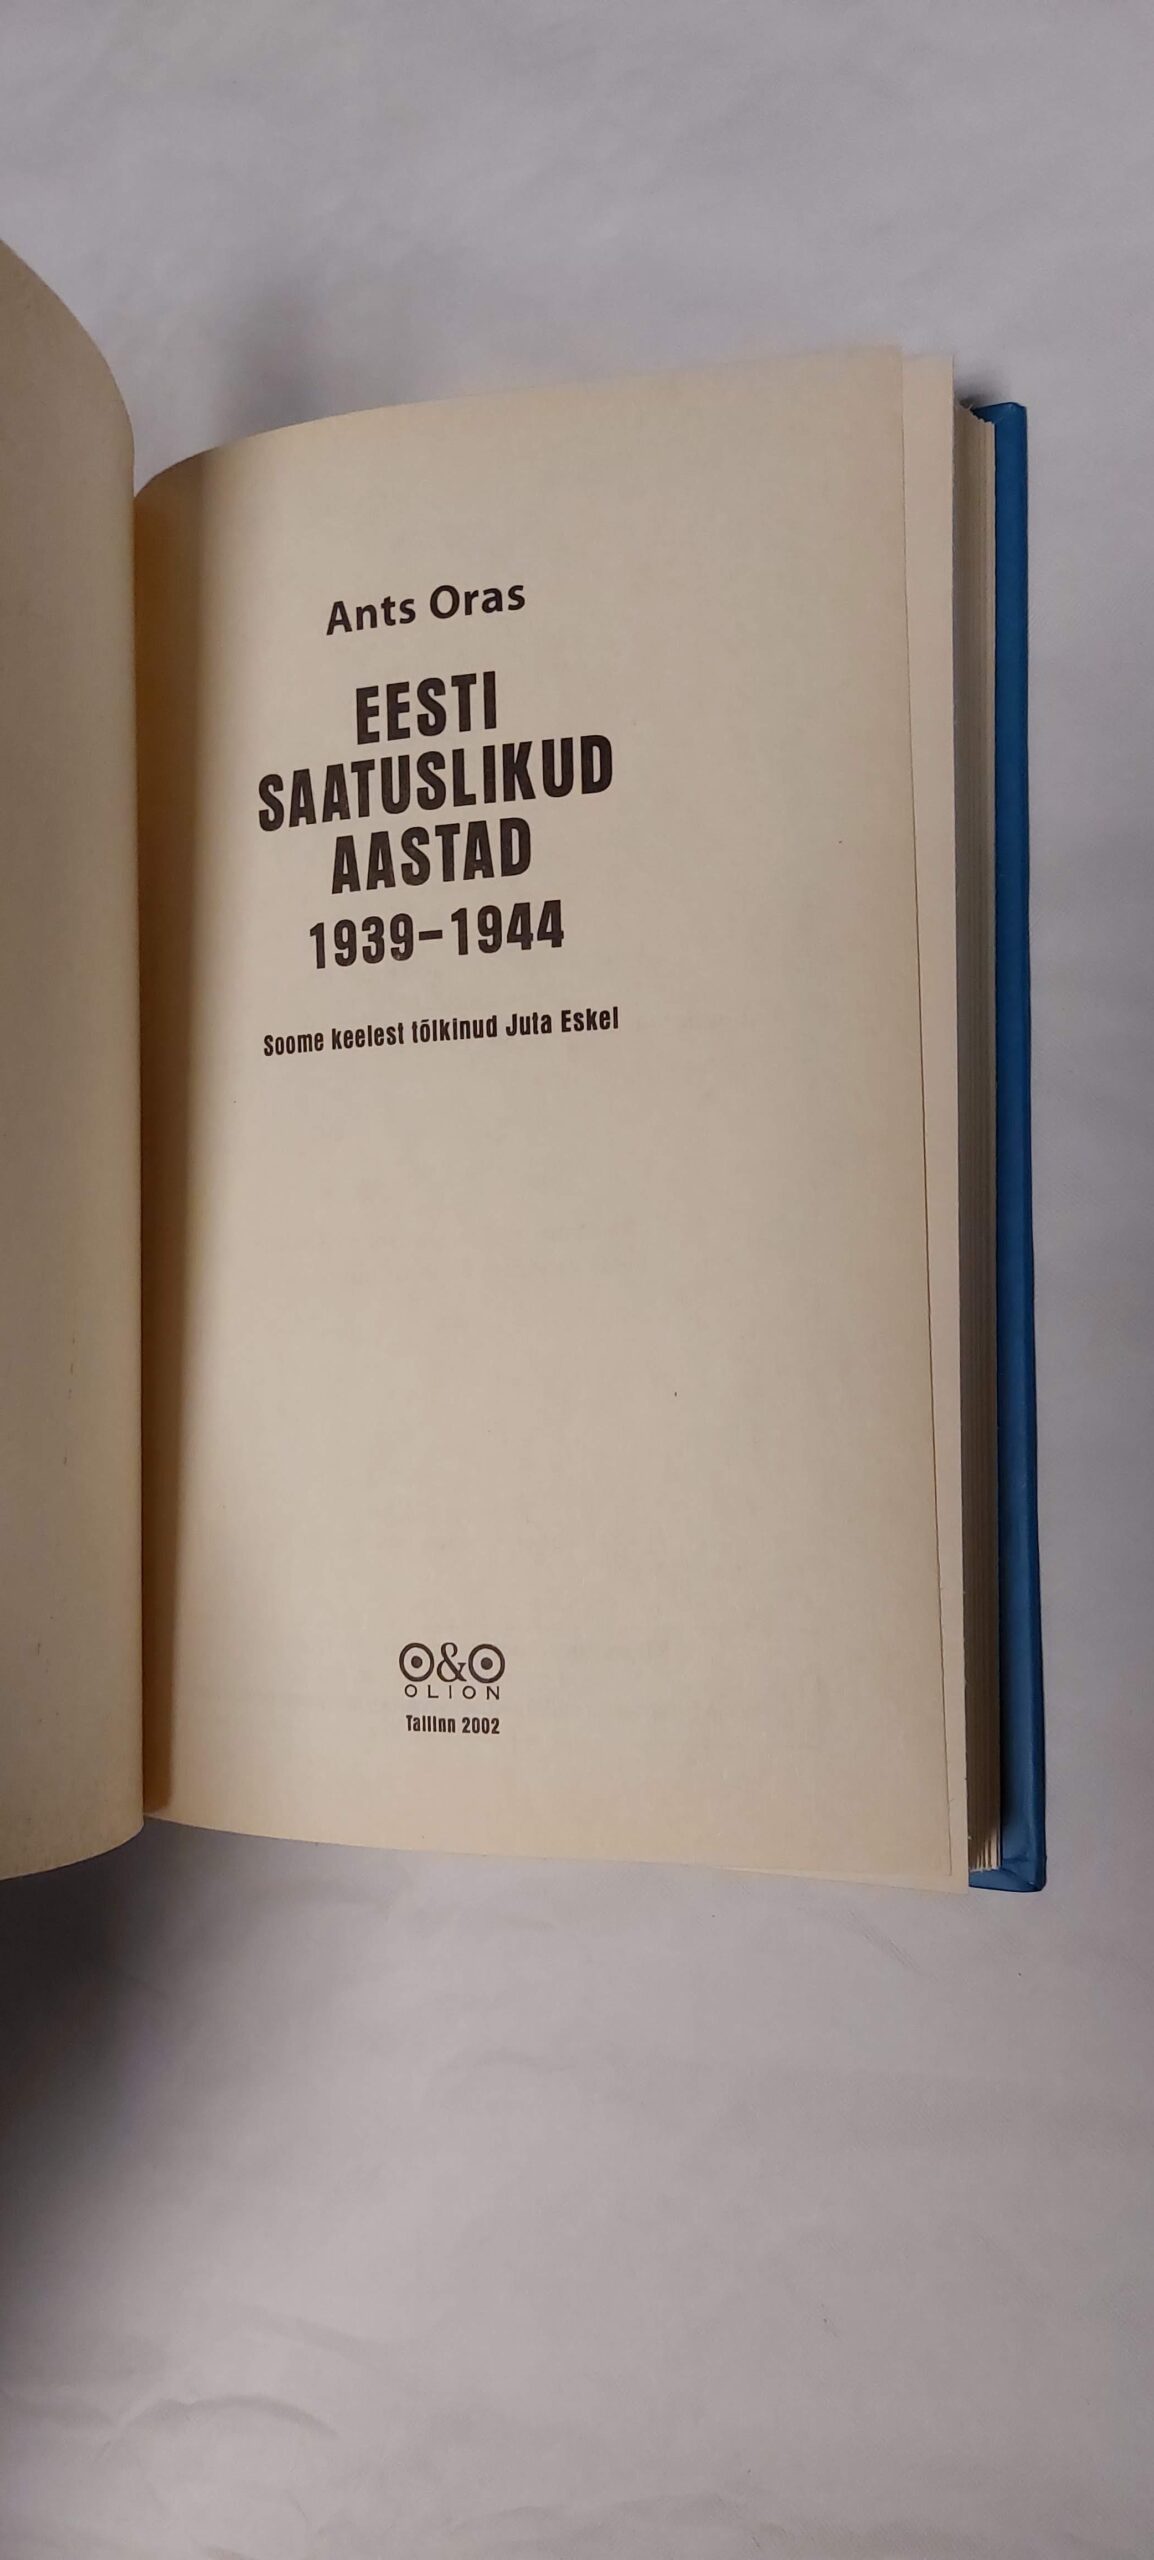 Ants Oras
EESTI
SAATUSLIKUD
AASTAD
1939–1944
Soome keelest tõlkinud Juta Eskel
O&O
OLION
Tallinn 2002